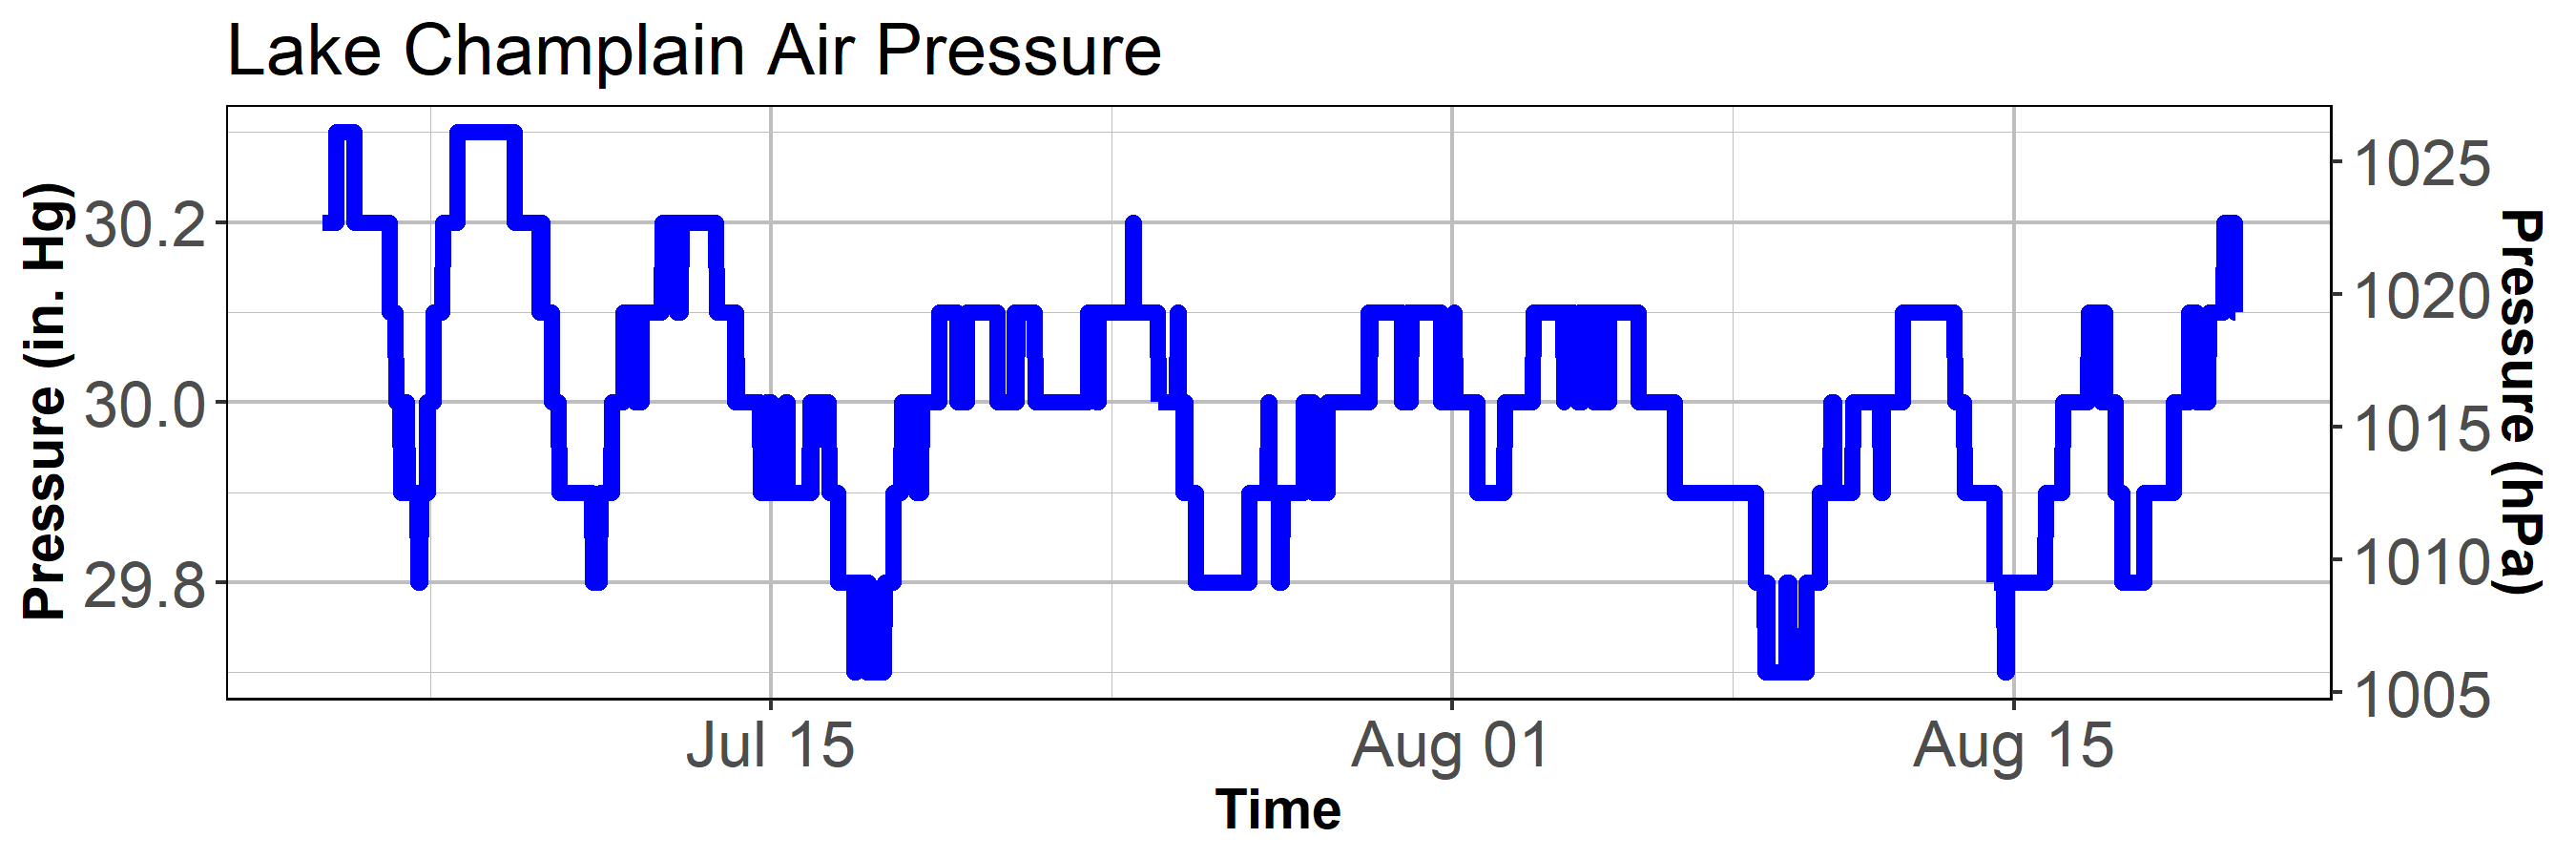 Lake Champlain Air Pressure
Pressure (in. Hg)
30.2
30.0
29.8
1025
1020
1015
1010
1005
Pressure (hPa)
Jul 15
Aug 01
Aug 15
Time